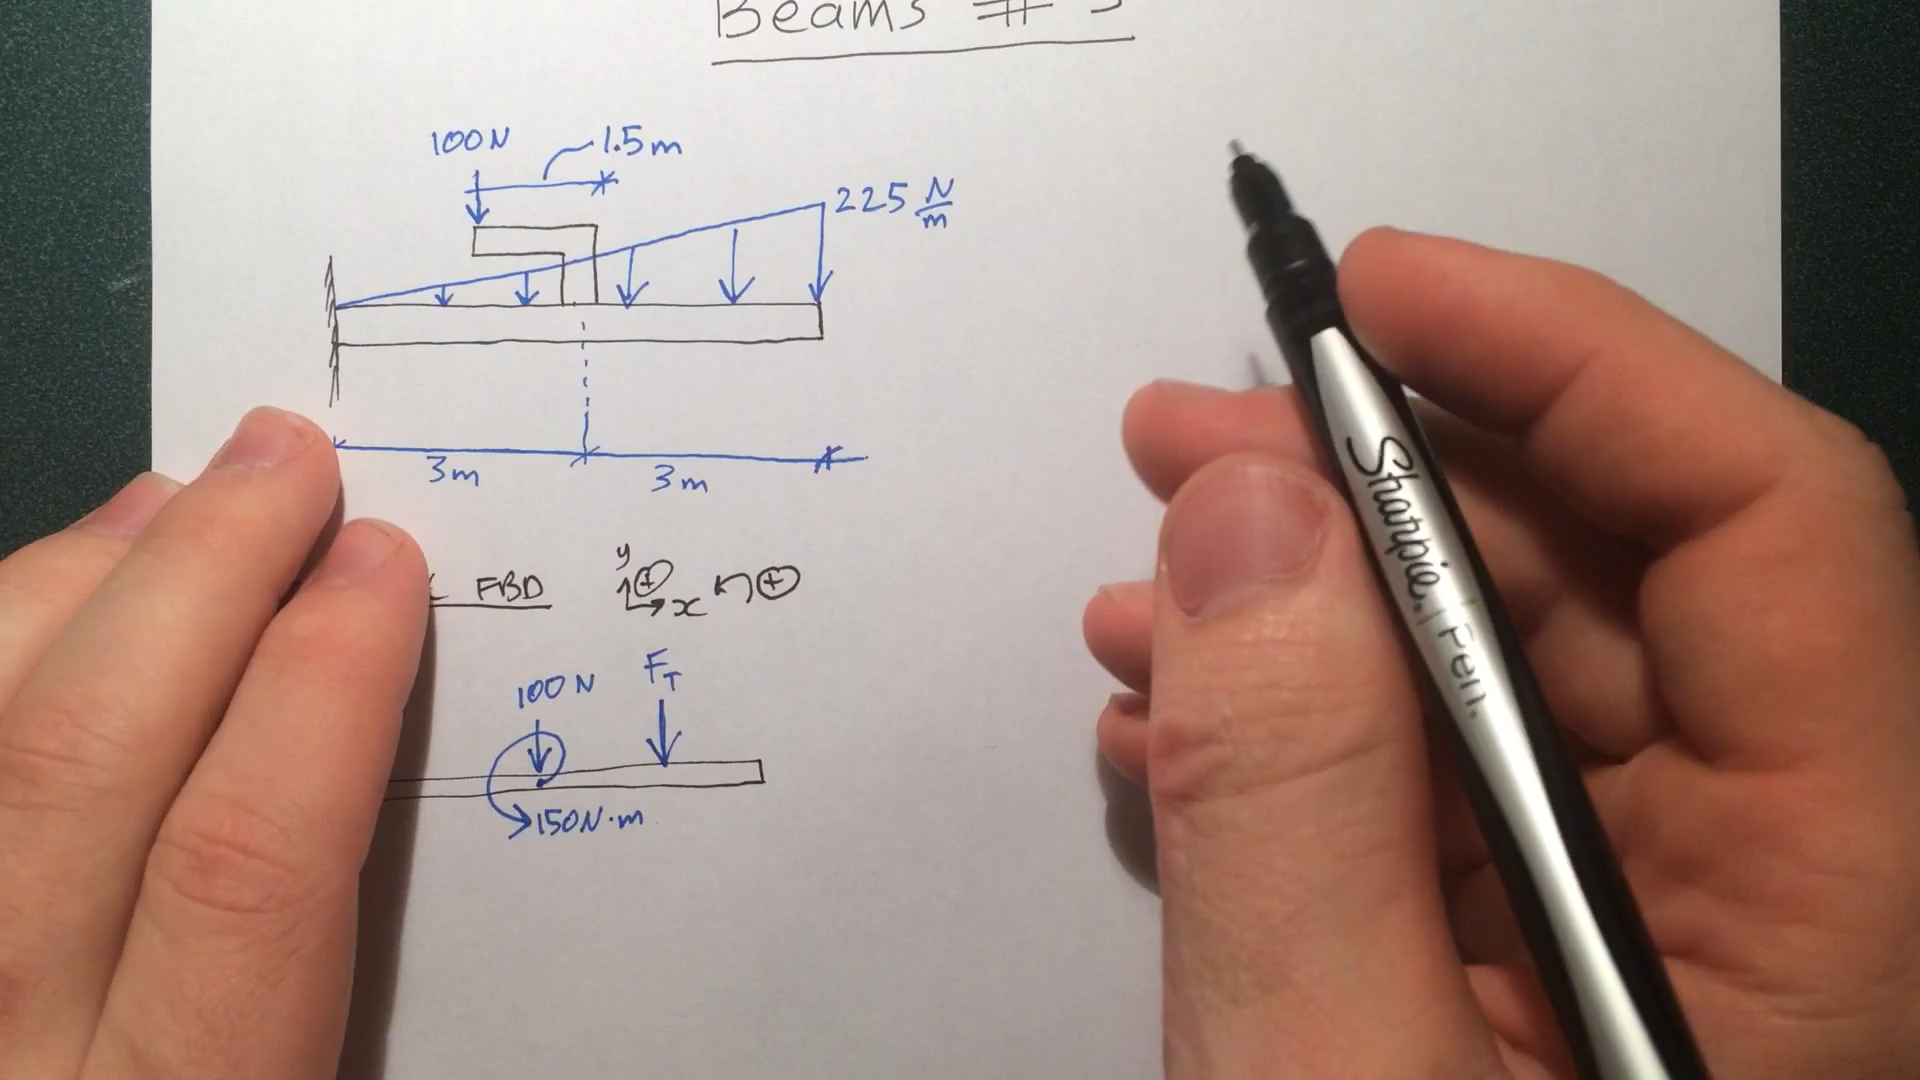 Beams #
100N
1.5m
225 N/m
3m
3m
FBD
y
+
x
+
100N
FT
150N·m
Sharpie. Pen.